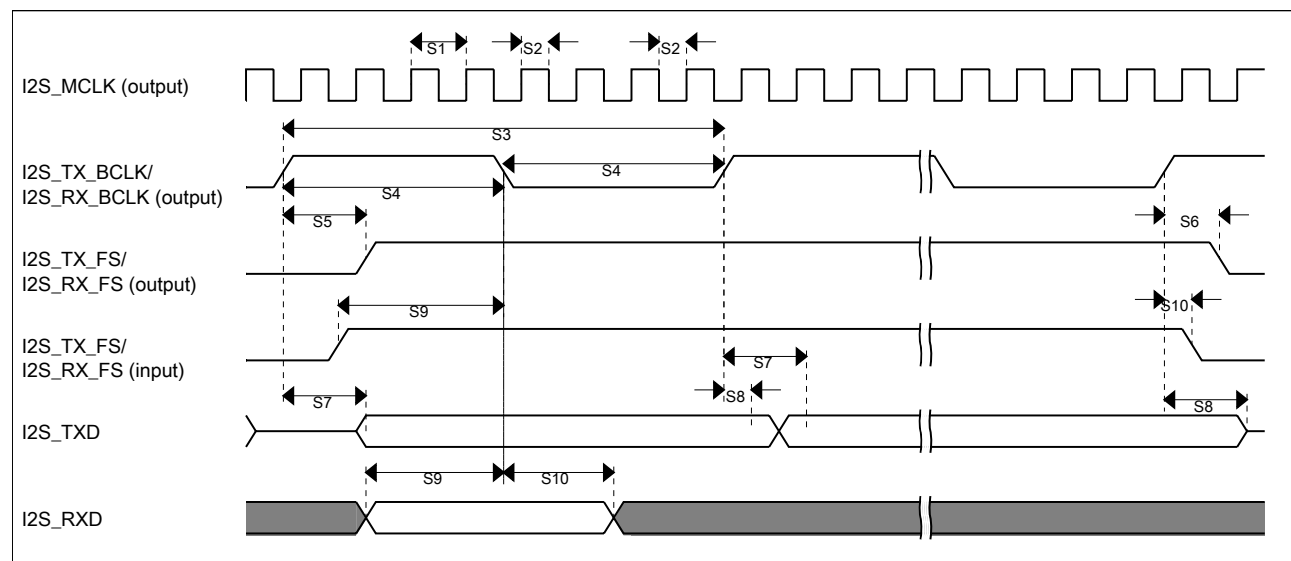 S1
S2
S2
I2S_MCLK (output)
S3
I2S_TX_BCLK/
I2S_RX_BCLK (output)
S4
S4
S5
S6
I2S_TX_FS/
I2S_RX_FS (output)
S9
S10
I2S_TX_FS/
I2S_RX_FS (input)
S7
S7
S8
S8
I2S_TXD
S9
S10
I2S_RXD